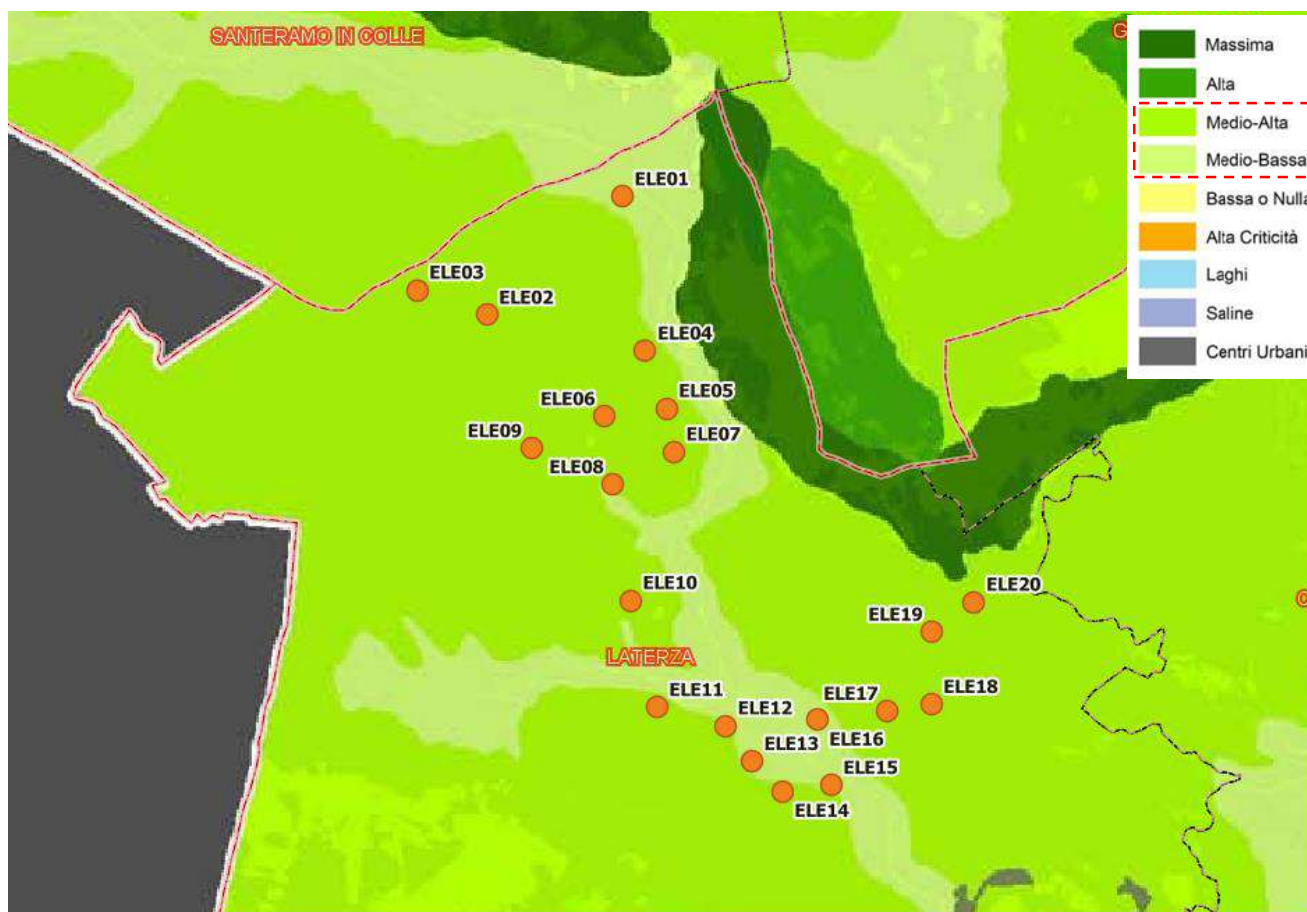 SANTERAMO IN COLLE
G
Massima
Alta
Medio-Alta
Medio-Bassa
Bassa o Nulla
Alta Criticità
Laghi
Saline
Centri Urbani
ELE01
ELE03
ELE02
ELE04
ELE05
ELE06
ELE09
ELE07
ELE08
ELE10
ELE20
ELE19
LATERZA
ELE11
ELE12
ELE17
ELE18
ELE16
ELE13
ELE15
ELE14